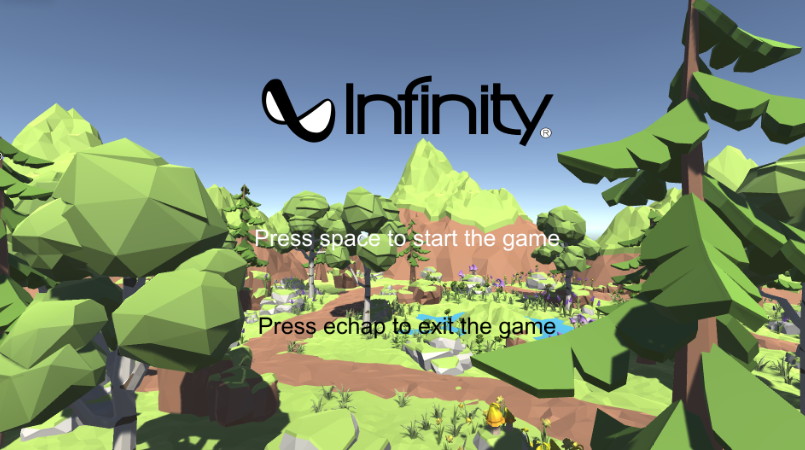 Infinity®
Press space to start the game
Press echap to exit the game